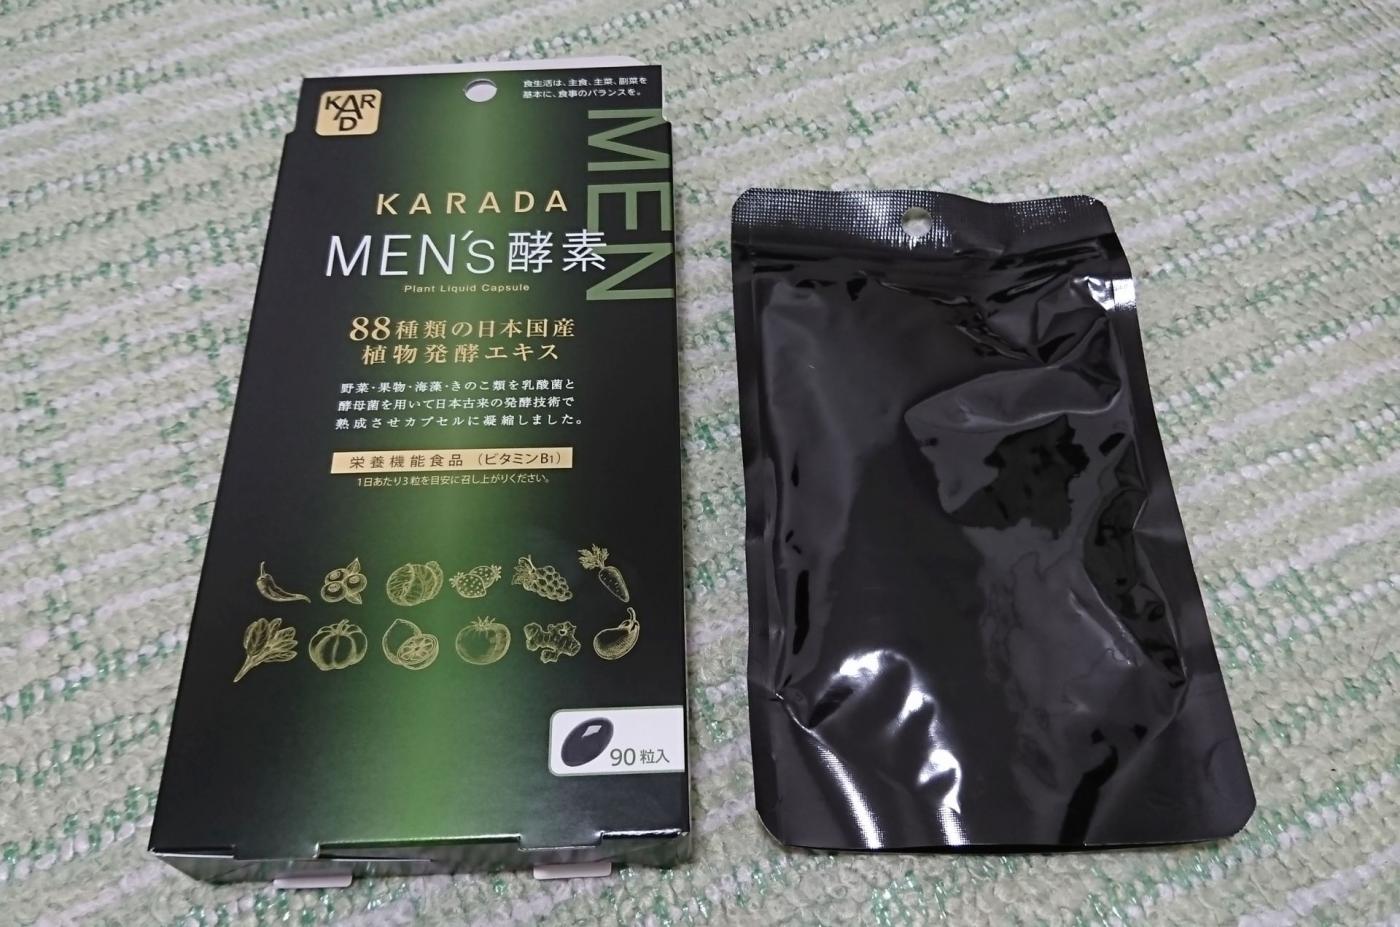 食生活は、主食、主菜、副菜を
基本に、食事のバランスを。
KARAD
MEN
KARADA
MEN's 酵素
Plant Liquid Capsule
88種類の日本国産
植物発酵エキス
野菜・果物・海藻・きのこ類を乳酸菌と
酵母菌を用いて日本古来の発酵技術で
熟成させカプセルに凝縮しました。
栄養機能食品(ビタミンB1)
1日あたり3粒を目安に召し上がりください。
90粒入